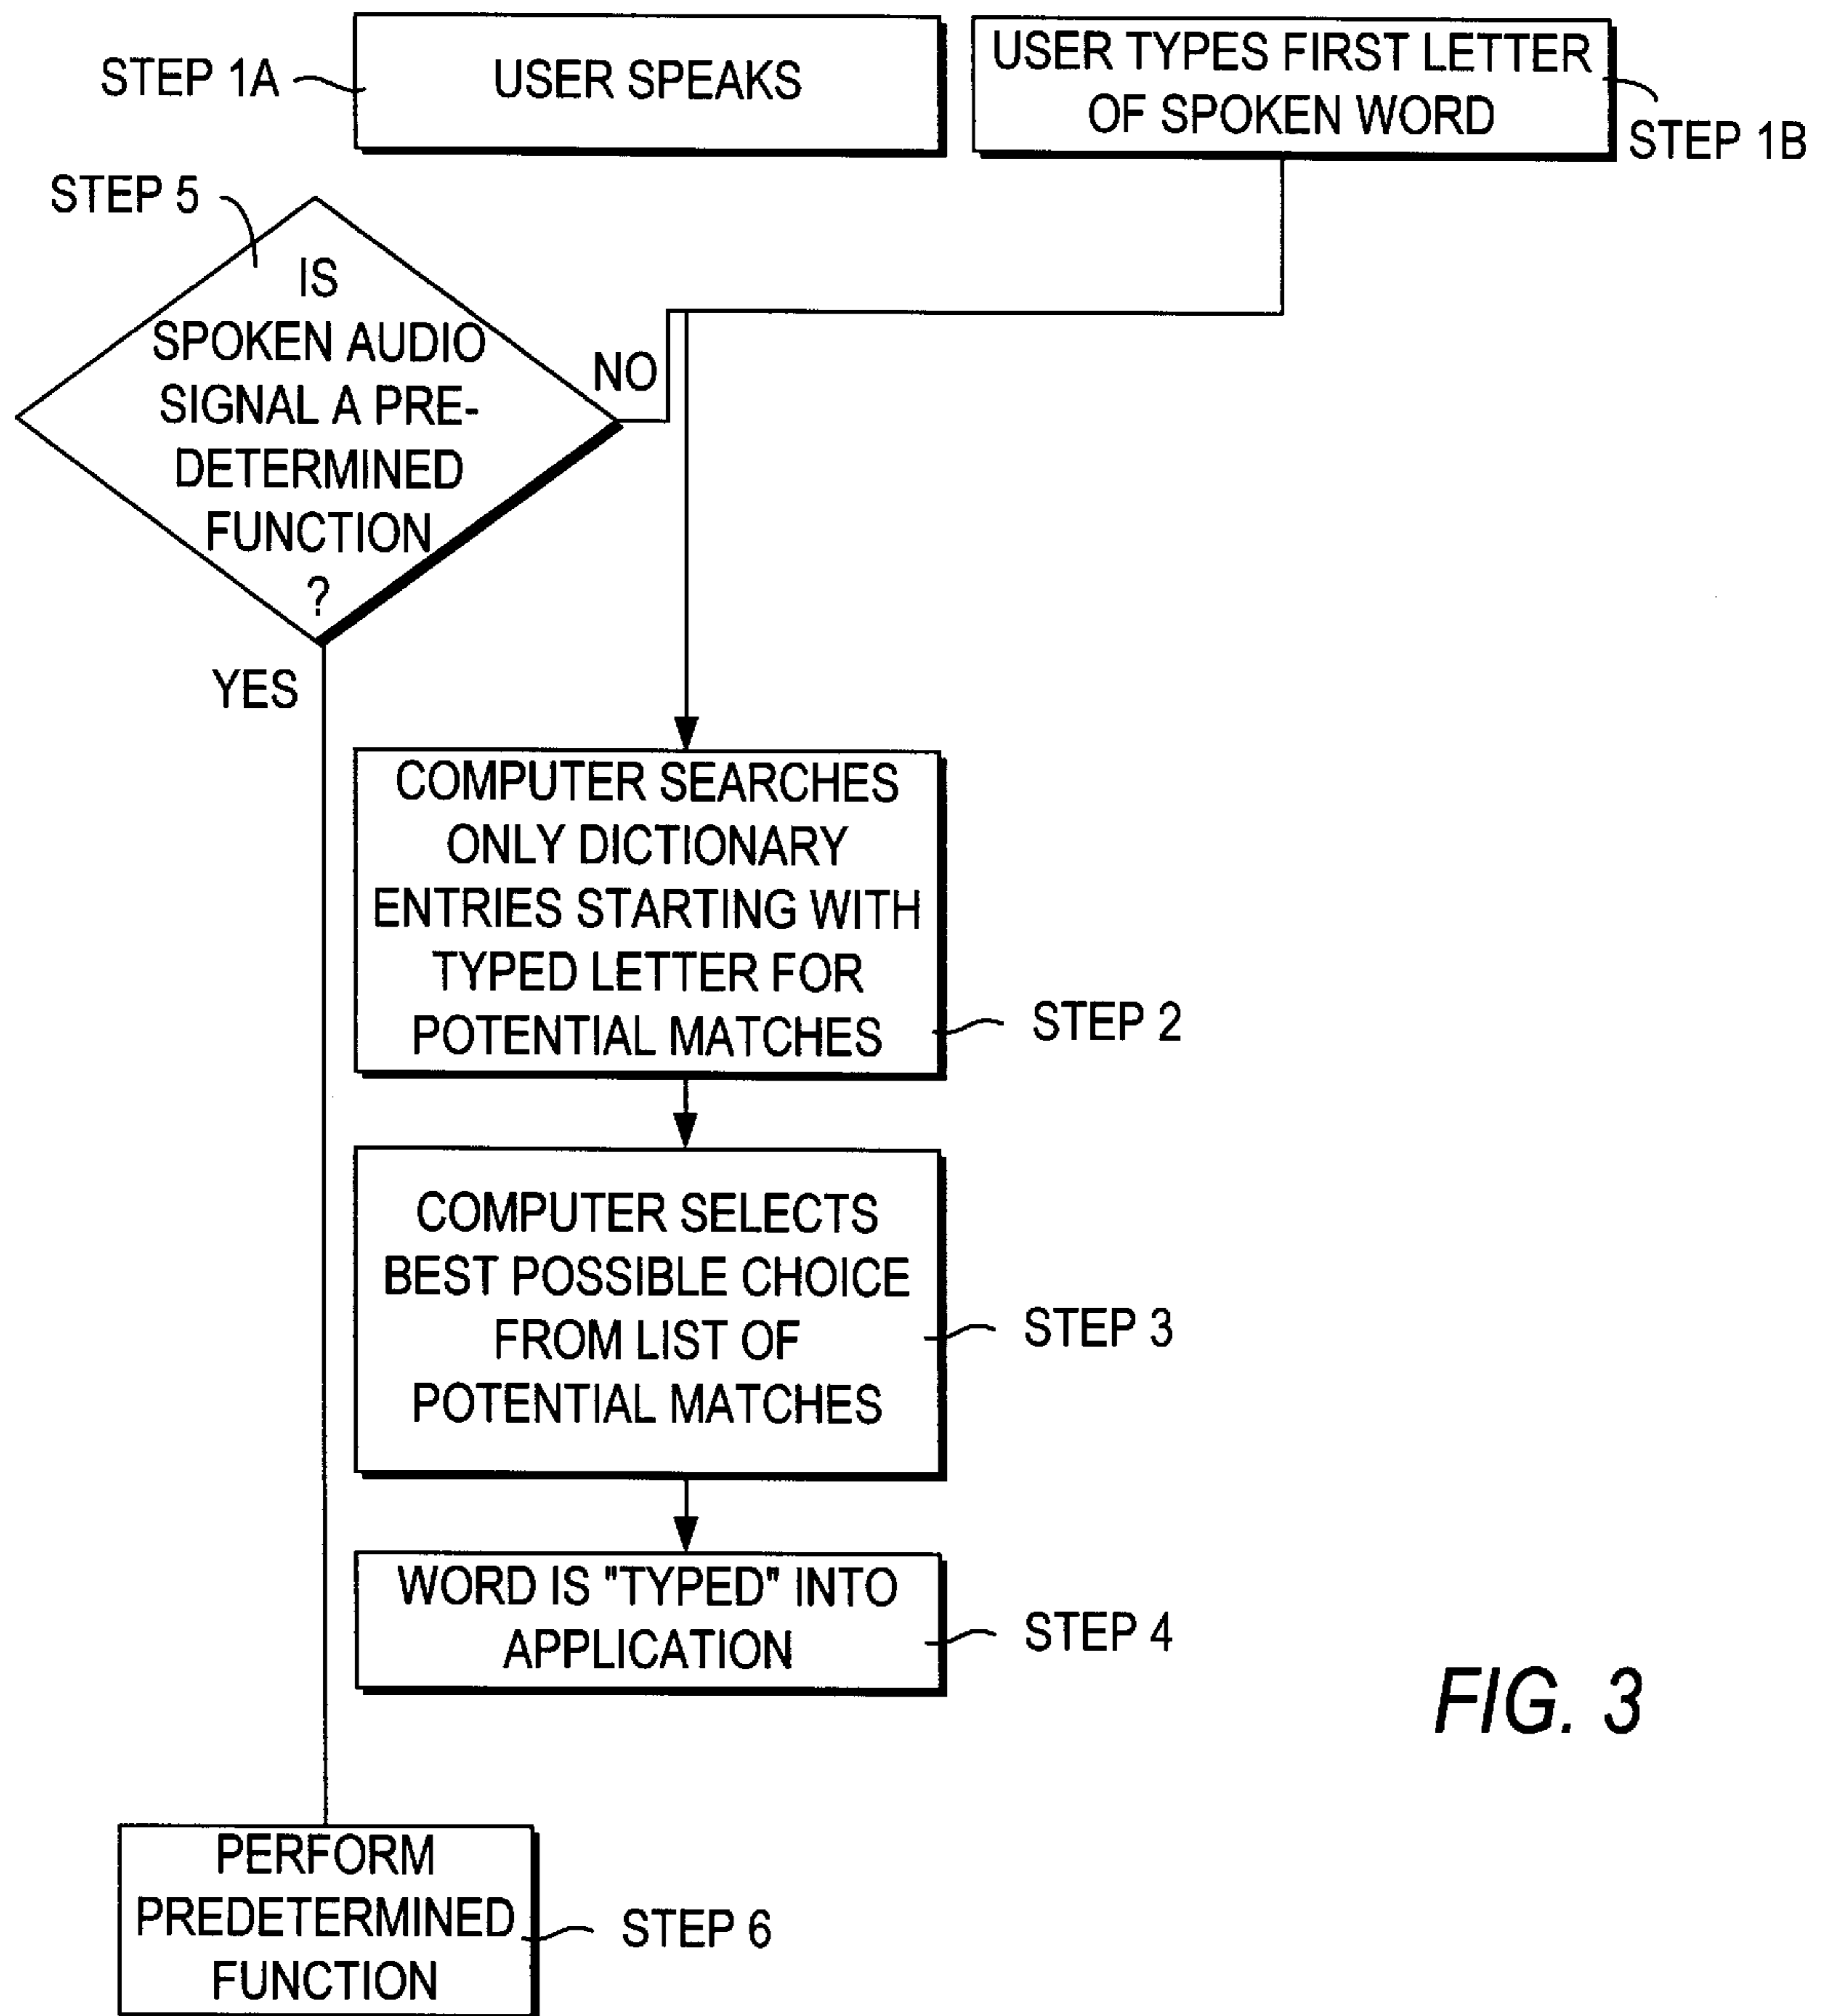 STEP 1A
USER SPEAKS
USER TYPES FIRST LETTER
OF SPOKEN WORD
STEP 1B
STEP 5
IS
SPOKEN AUDIO
SIGNAL A PRE-
DETERMINED
FUNCTION
?
NO
YES
COMPUTER SEARCHES
ONLY DICTIONARY
ENTRIES STARTING WITH
TYPED LETTER FOR
POTENTIAL MATCHES
STEP 2
COMPUTER SELECTS
BEST POSSIBLE CHOICE
FROM LIST OF
POTENTIAL MATCHES
STEP 3
WORD IS "TYPED" INTO
APPLICATION
STEP 4
FIG. 3
PERFORM
PREDETERMINED
FUNCTION
STEP 6